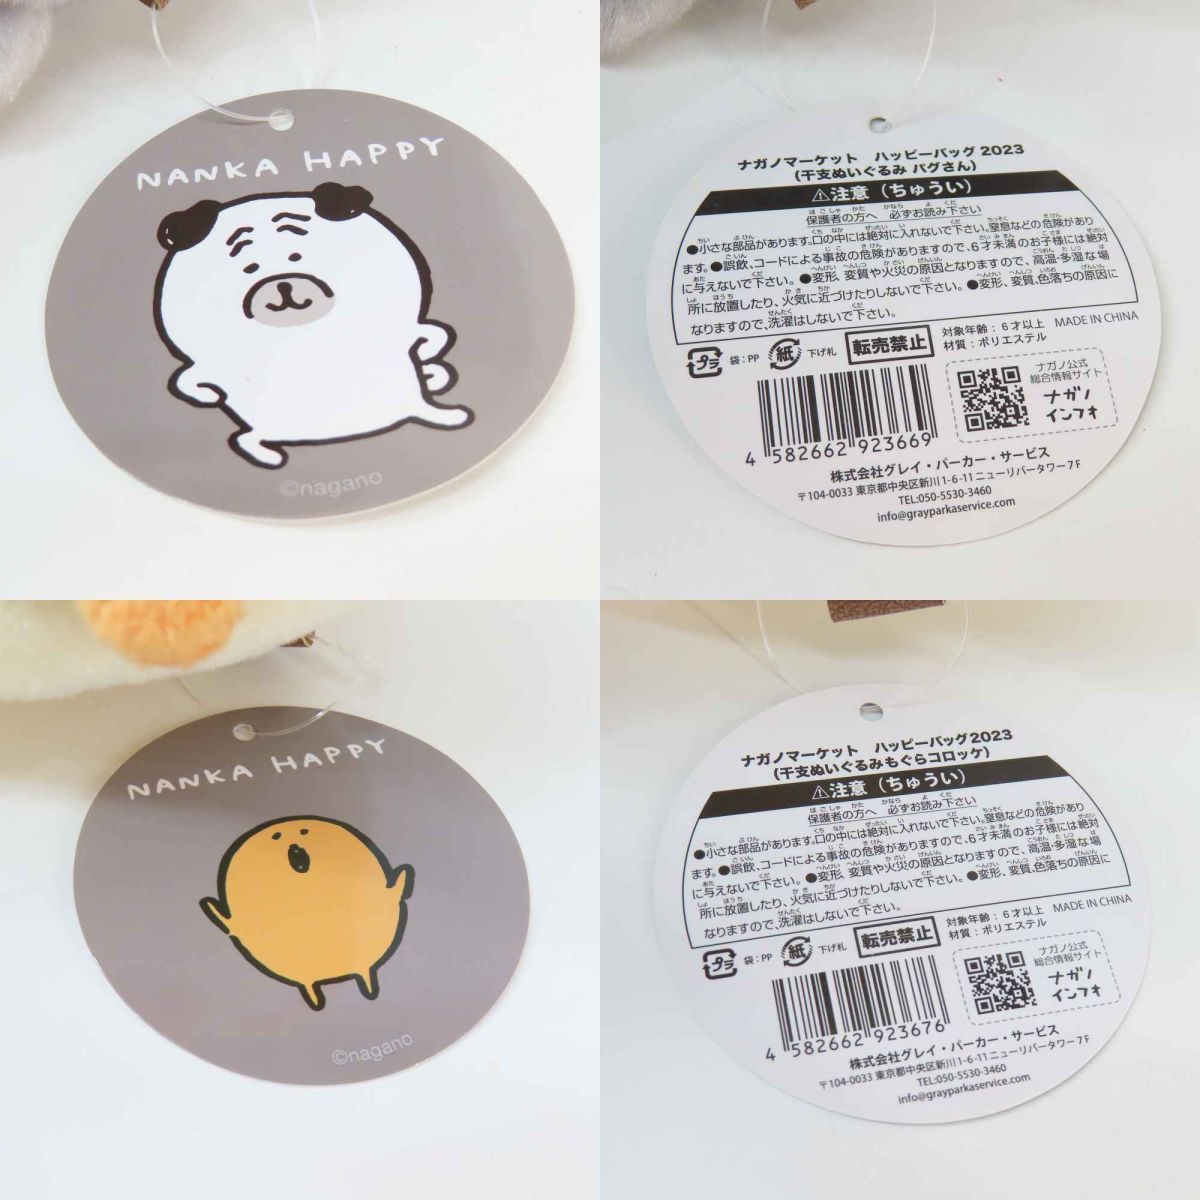 NANKA HAPPY
©nagano
ナガノマーケット ハッピーバッグ2023
(干支ぬいぐるみ パグさん)
⚠注意(ちゅうい)
保護者の方へ 必ずお読み下さい
●小さな部品があります。口の中には絶対に入れないで下さい。窒息などの危険があり
ます。●誤飲、コードによる事故の危険がありますので、6才未満のお子様には絶対
に与えないで下さい。●変形、変質や火災の原因となりますので、高温・多湿な場
所に放置したり、火気に近づけたりしないで下さい。●変形、変質、色落ちの原因に
なりますので、洗濯はしないで下さい。
プラ 袋:PP 紙 下げ札 転売禁止 対象年齢:6才以上 MADE IN CHINA
材質:ポリエステル
ナガノ公式
総合情報サイト
ナガノ
インフォ
4 582662 923669
株式会社グレイ・パーカー・サービス
〒104-0033 東京都中央区新川1-6-11 ニューリバータワー7F
TEL:050-5530-3460
info@grayparkaservice.com
NANKA HAPPY
©nagano
ナガノマーケット ハッピーバッグ2023
(干支ぬいぐるみもぐらコロッケ)
⚠注意(ちゅうい)
保護者の方へ 必ずお読み下さい
●小さな部品があります。口の中には絶対に入れないで下さい。窒息などの危険があり
ます。●誤飲、コードによる事故の危険がありますので、6才未満のお子様には絶対
に与えないで下さい。●変形、変質や火災の原因となりますので、高温・多湿な場
所に放置したり、火気に近づけたりしないで下さい。●変形、変質、色落ちの原因に
なりますので、洗濯はしないで下さい。
プラ 袋:PP 紙 下げ札 転売禁止 対象年齢:6才以上 MADE IN CHINA
材質:ポリエステル
ナガノ公式
総合情報サイト
ナガノ
インフォ
4 582662 923676
株式会社グレイ・パーカー・サービス
〒104-0033 東京都中央区新川1-6-11 ニューリバータワー7F
TEL:050-5530-3460
info@grayparkaservice.com